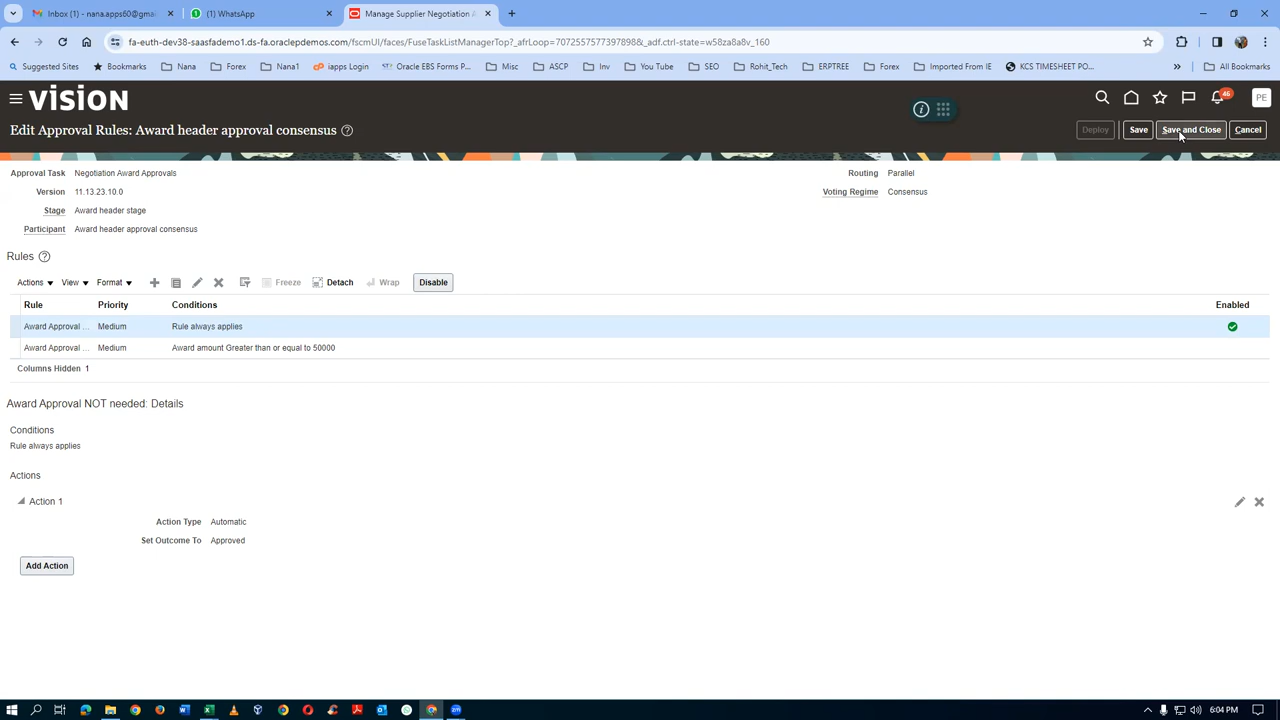 Inbox (1) - nana.apps60@gmai
(1) WhatsApp
Manage Supplier Negotiation A
fa-euth-dev38-saasfademo1.ds-fa.oraclepdemos.com/fscmUI/faces/FuseTaskListManagerTop?_afrLoop=70725577397898&_adf.ctrl-state=w58za8a8v_160
Suggested Sites
Bookmarks
Nana
Forex
Nana1
iapps Login
Oracle EBS Forms P...
Misc
ASCP
Inv
You Tube
SEO
Rohit_Tech
ERPTREE
Forex
Imported From IE
KCS TIMESHEET PO...
»
All Bookmarks
VISION
46
PE
Edit Approval Rules: Award header approval consensus
Deploy
Save
Save and Close
Cancel
Approval Task Negotiation Award Approvals
Routing Parallel
Version 11.13.23.10.0
Voting Regime Consensus
Stage Award header stage
Participant Award header approval consensus
Rules
Actions View Format Freeze Detach Wrap Disable
Rule Priority Conditions Enabled
Award Approval ... Medium Rule always applies
Award Approval ... Medium Award amount Greater than or equal to 50000
Columns Hidden 1
Award Approval NOT needed: Details
Conditions
Rule always applies
Actions
Action 1
Action Type Automatic
Set Outcome To Approved
Add Action
6:04 PM